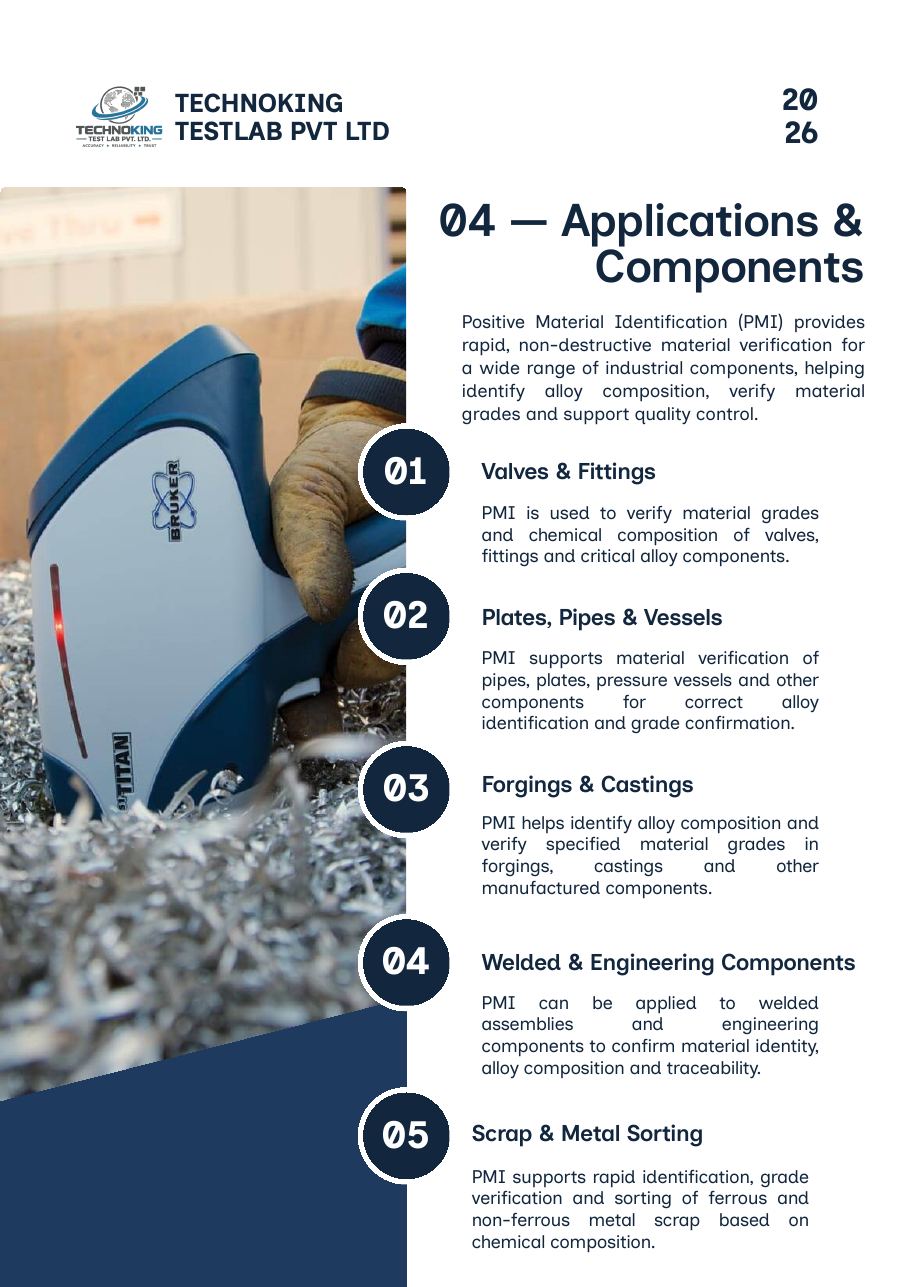 TECHNOKING
TEST LAB PVT. LTD.
ACCURACY • RELIABILITY • TRUST
TECHNOKING
TESTLAB PVT LTD
20
26
ve Thru
BRUKER
S1 TITAN
04 — Applications &
Components
Positive Material Identification (PMI) provides
rapid, non-destructive material verification for
a wide range of industrial components, helping
identify alloy composition, verify material
grades and support quality control.
01
Valves & Fittings
PMI is used to verify material grades
and chemical composition of valves,
fittings and critical alloy components.
02
Plates, Pipes & Vessels
PMI supports material verification of
pipes, plates, pressure vessels and other
components for correct alloy
identification and grade confirmation.
03
Forgings & Castings
PMI helps identify alloy composition and
verify specified material grades in
forgings, castings and other
manufactured components.
04
Welded & Engineering Components
PMI can be applied to welded
assemblies and engineering
components to confirm material identity,
alloy composition and traceability.
05
Scrap & Metal Sorting
PMI supports rapid identification, grade
verification and sorting of ferrous and
non-ferrous metal scrap based on
chemical composition.